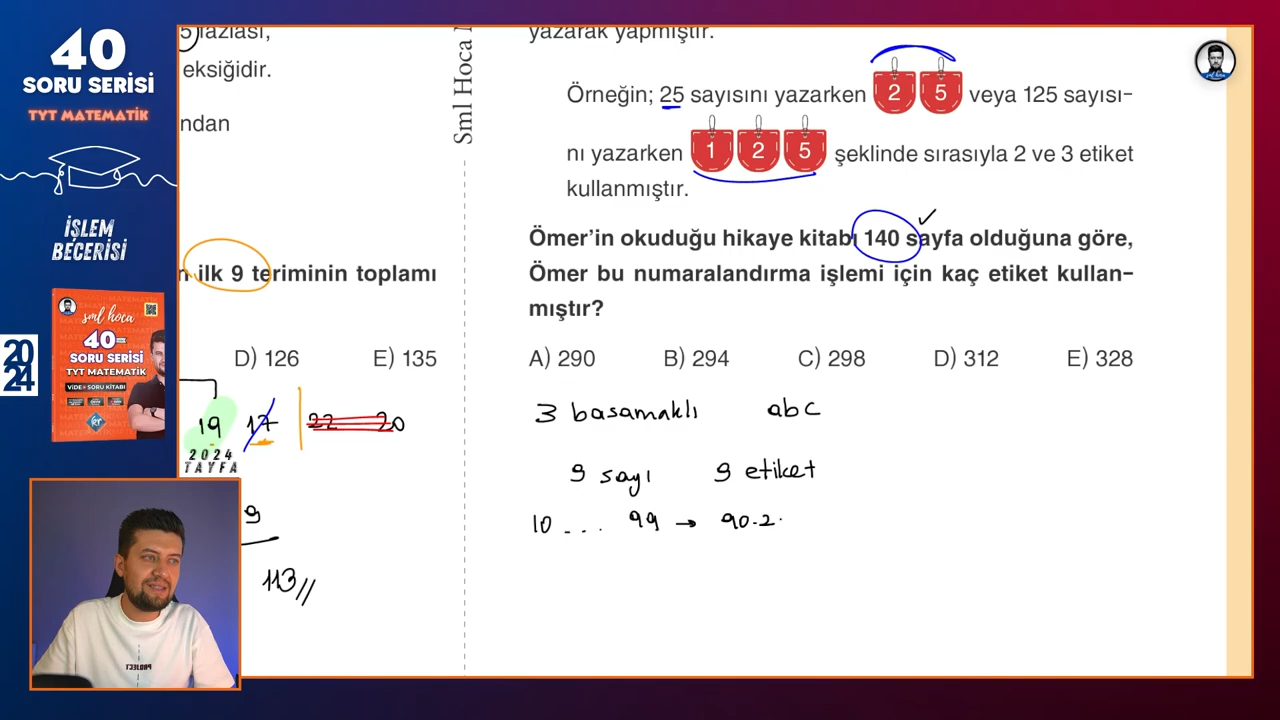 40
SORU SERİSİ
TYT MATEMATİK
İŞLEM
BECERİSİ
2024
sml hoca
40
SORU SERİSİ
TYT MATEMATİK
VİDEO SORU KİTABI
5 fazlası,
eksiğidir.
ndan
n ilk 9 teriminin toplamı
D) 126 E) 135
19 17 22 20
2024
TAYFA
9
113//
Sml Hoca
yazarak yapmıştır.
Örneğin; 25 sayısını yazarken 2 5 veya 125 sayısı-
nı yazarken 1 2 5 şeklinde sırasıyla 2 ve 3 etiket
kullanmıştır.
Ömer'in okuduğu hikaye kitabı 140 sayfa olduğuna göre,
Ömer bu numaralandırma işlemi için kaç etiket kullan-
mıştır?
A) 290 B) 294 C) 298 D) 312 E) 328
3 basamaklı abc
9 sayı 9 etiket
10 ... 99 → 90.2.